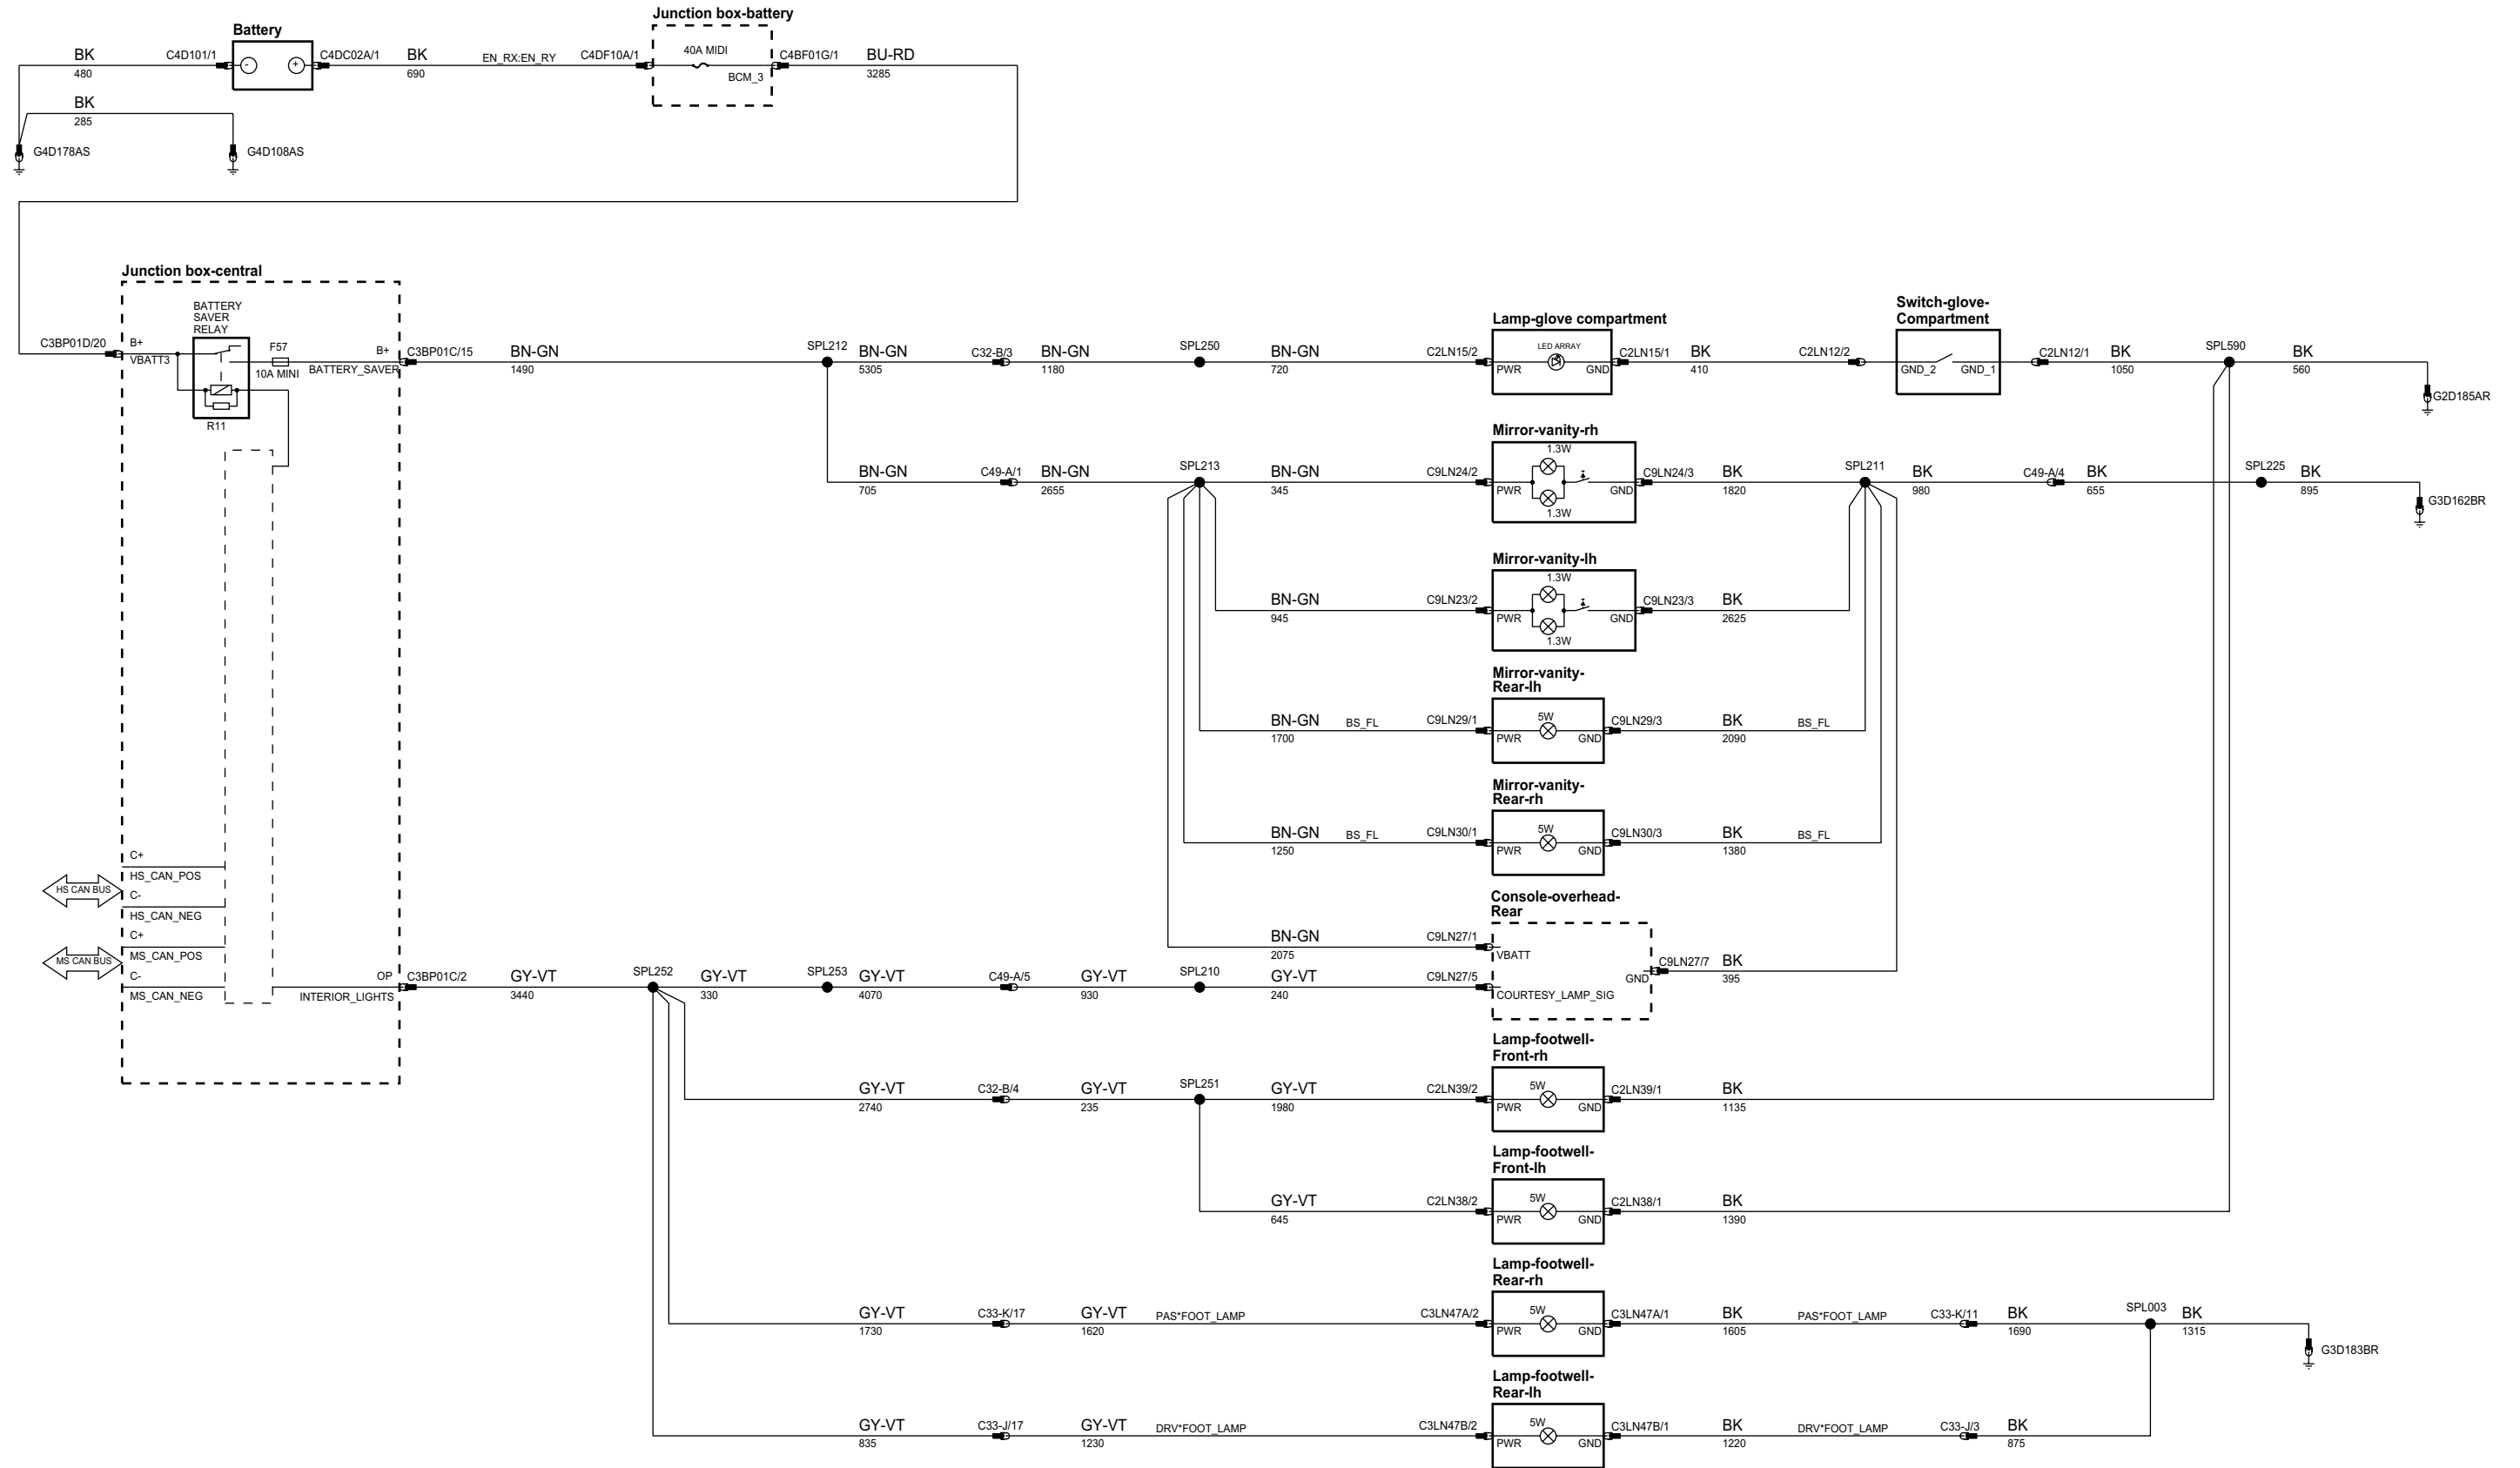 Junction box-battery
Battery
BK
480
C4D101/1
-
+
C4DC02A/1
BK
690
EN_RX:EN_RY
C4DF10A/1
40A MIDI
BCM_3
C4BF01G/1
BU-RD
3285
BK
285
G4D178AS
G4D108AS
Junction box-central
BATTERY
SAVER
RELAY
C3BP01D/20
B+
VBATT3
F57
10A MINI
B+
BATTERY_SAVER
C3BP01C/15
R11
BN-GN
1490
SPL212
BN-GN
5305
C32-B/3
BN-GN
1180
SPL250
BN-GN
720
C2LN15/2
Lamp-glove compartment
LED ARRAY
PWR
GND
C2LN15/1
BK
410
C2LN12/2
Switch-glove-
Compartment
GND_2
GND_1
C2LN12/1
BK
1050
SPL590
BK
560
G2D185AR
BN-GN
705
C49-A/1
BN-GN
2655
SPL213
BN-GN
345
C9LN24/2
Mirror-vanity-rh
1.3W
PWR
GND
1.3W
C9LN24/3
BK
1820
SPL211
BK
980
C49-A/4
BK
655
SPL225
BK
895
G3D162BR
Mirror-vanity-lh
BN-GN
945
C9LN23/2
1.3W
PWR
GND
1.3W
C9LN23/3
BK
2625
Mirror-vanity-
Rear-lh
BN-GN
1700
BS_FL
C9LN29/1
5W
PWR
GND
C9LN29/3
BK
2090
BS_FL
Mirror-vanity-
Rear-rh
BN-GN
1250
BS_FL
C9LN30/1
5W
PWR
GND
C9LN30/3
BK
1380
BS_FL
C+
HS_CAN_POS
HS CAN BUS
C-
HS_CAN_NEG
C+
MS_CAN_POS
MS CAN BUS
C-
MS_CAN_NEG
Console-overhead-
Rear
BN-GN
2075
C9LN27/1
VBATT
GND
C9LN27/7
BK
395
OP
INTERIOR_LIGHTS
C3BP01C/2
GY-VT
3440
SPL252
GY-VT
330
SPL253
GY-VT
4070
C49-A/5
GY-VT
930
SPL210
GY-VT
240
C9LN27/5
COURTESY_LAMP_SIG
Lamp-footwell-
Front-rh
GY-VT
2740
C32-B/4
GY-VT
235
SPL251
GY-VT
1980
C2LN39/2
5W
PWR
GND
C2LN39/1
BK
1135
Lamp-footwell-
Front-lh
GY-VT
645
C2LN38/2
5W
PWR
GND
C2LN38/1
BK
1390
Lamp-footwell-
Rear-rh
GY-VT
1730
C33-K/17
GY-VT
1620
PAS*FOOT_LAMP
C3LN47A/2
5W
PWR
GND
C3LN47A/1
BK
1605
PAS*FOOT_LAMP
C33-K/11
BK
1690
SPL003
BK
1315
G3D183BR
Lamp-footwell-
Rear-lh
GY-VT
835
C33-J/17
GY-VT
1230
DRV*FOOT_LAMP
C3LN47B/2
5W
PWR
GND
C3LN47B/1
BK
1220
DRV*FOOT_LAMP
C33-J/3
BK
875